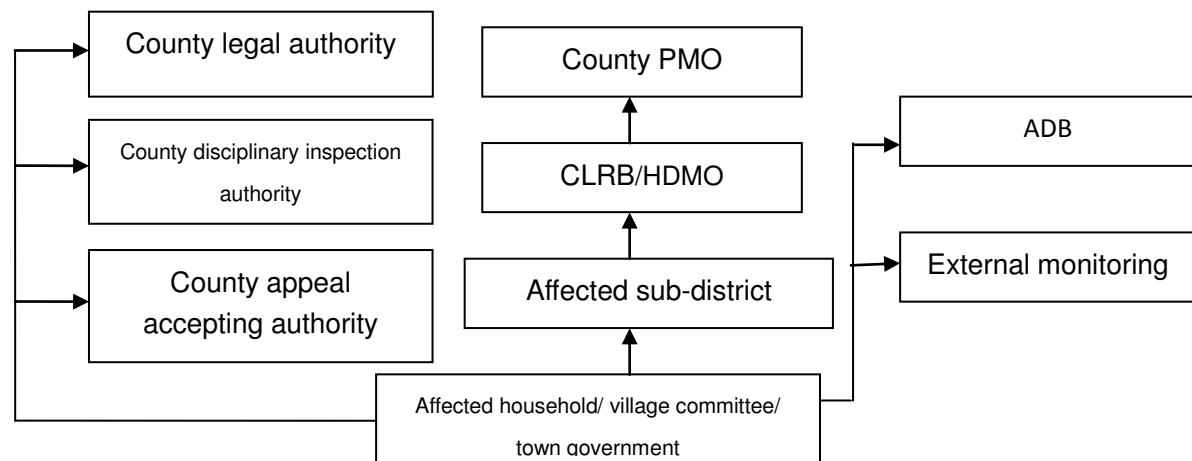 County legal authority
County PMO
ADB
County disciplinary inspection
authority
CLRB/HDMO
County appeal
accepting authority
Affected sub-district
External monitoring
Affected household/ village committee/
town government